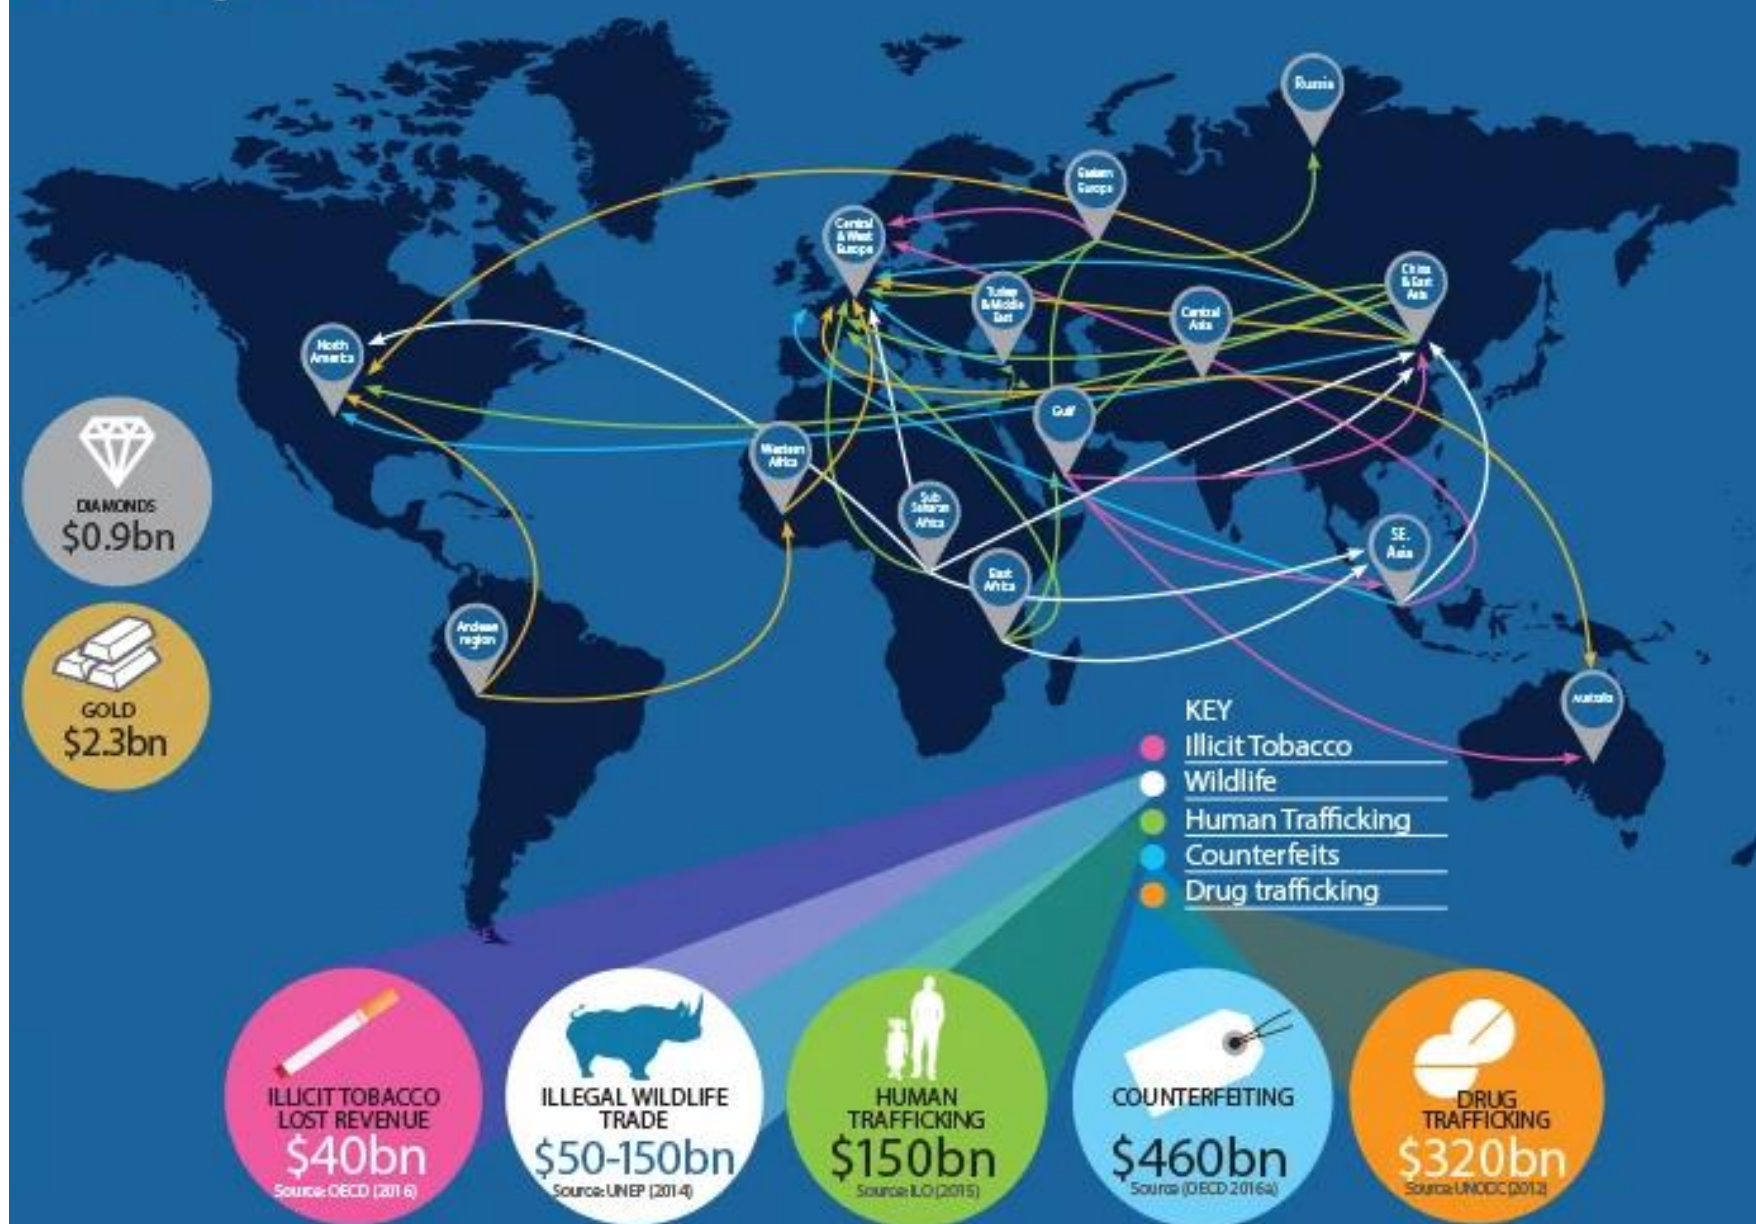 Russia
Eastern
Europe
Central
& West
Europe
China
& East
Asia
Turkey
& Middle
East
Central
Asia
North
America
Gulf
Western
Africa
Sub
Saharan
Africa
SE.
Asia
East
Africa
Andean
region
Australia
DIAMONDS
$0.9bn
GOLD
$2.3bn
KEY
Illicit Tobacco
Wildlife
Human Trafficking
Counterfeits
Drug trafficking
ILLICIT TOBACCO
LOST REVENUE
$40bn
Source: OECD (2016)
ILLEGAL WILDLIFE
TRADE
$50-150bn
Source: UNEP (2014)
HUMAN
TRAFFICKING
$150bn
Source: ILO (2015)
COUNTERFEITING
$460bn
Source (OECD 2016a)
DRUG
TRAFFICKING
$320bn
Source: UNODC (2012)